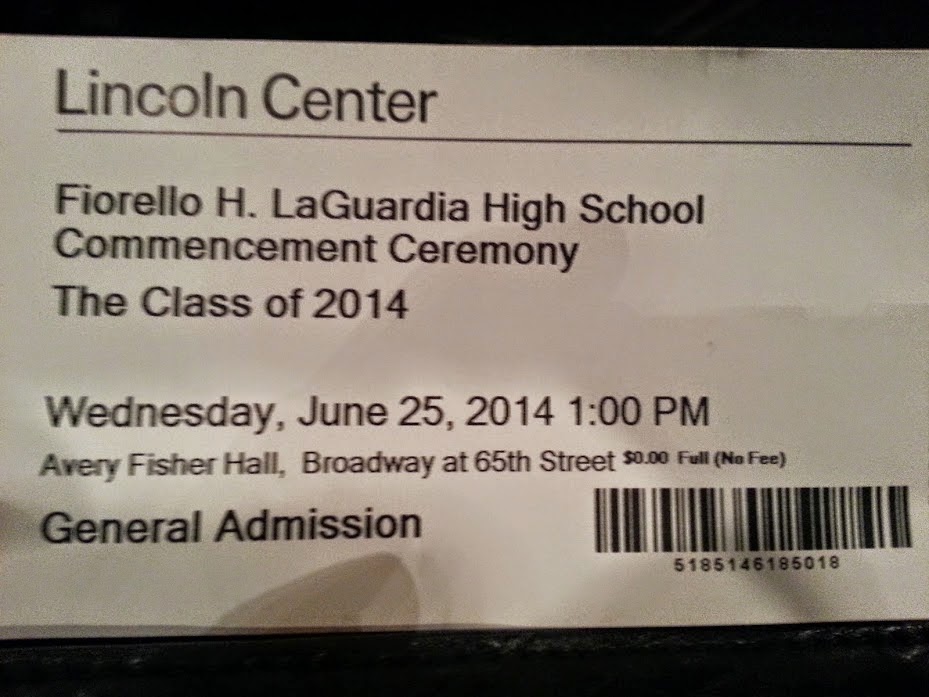 Lincoln Center
Fiorello H. LaGuardia High School
Commencement Ceremony
The Class of 2014
Wednesday, June 25, 2014 1:00 PM
Avery Fisher Hall, Broadway at 65th Street $0.00 Full (No Fee)
General Admission
5185146185018